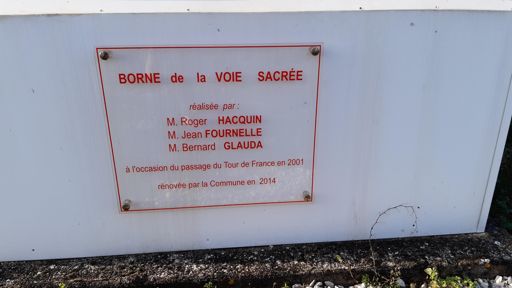 BORNE de la VOIE SACRÉE
réalisée par :
M. Roger HACQUIN
M. Jean FOURNELLE
M. Bernard GLAUDA
à l'occasion du passage du Tour de France en 2001
rénovée par la Commune en 2014